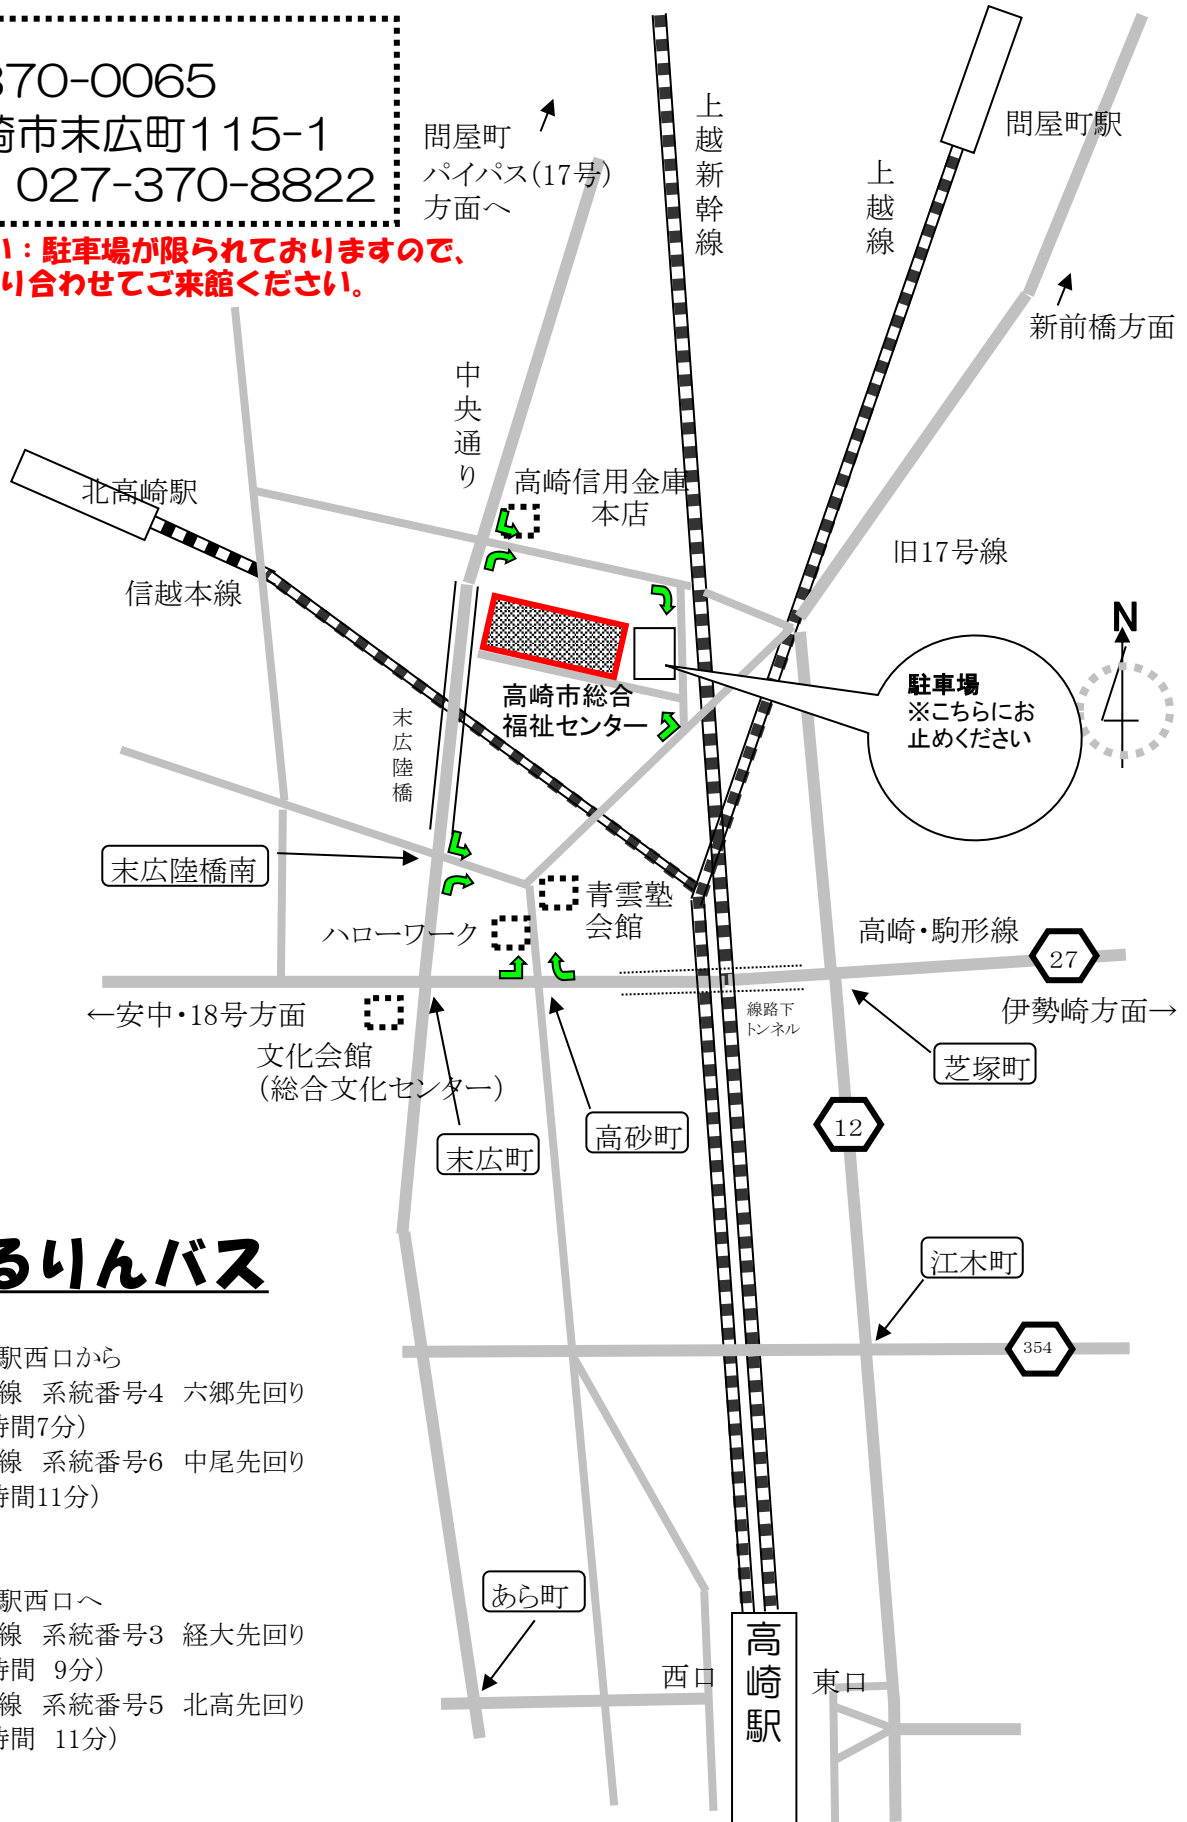 370-0065
崎市末広町115-1
027-370-8822
い：駐車場が限られておりますので、
り合わせてご来館ください。
問屋町
バイパス(17号)
方面へ
上越新幹線
上越線
問屋町駅
新前橋方面
中央通り
高崎信用金庫
本店
北高崎駅
信越本線
旧17号線
N
駐車場
※こちらにお
止めください
高崎市総合
福祉センター
末広陸橋
末広陸橋南
青雲塾
会館
ハローワーク
高崎・駒形線
27
←安中・18号方面
線路下
トンネル
伊勢崎方面→
文化会館
(総合文化センター)
芝塚町
12
高砂町
末広町
るりんバス
江木町
354
駅西口から
線 系統番号4 六郷先回り
時間7分)
線 系統番号6 中尾先回り
時間11分)
駅西口へ
線 系統番号3 経大先回り
時間 9分)
線 系統番号5 北高先回り
時間 11分)
あら町
西口
高崎駅
東口